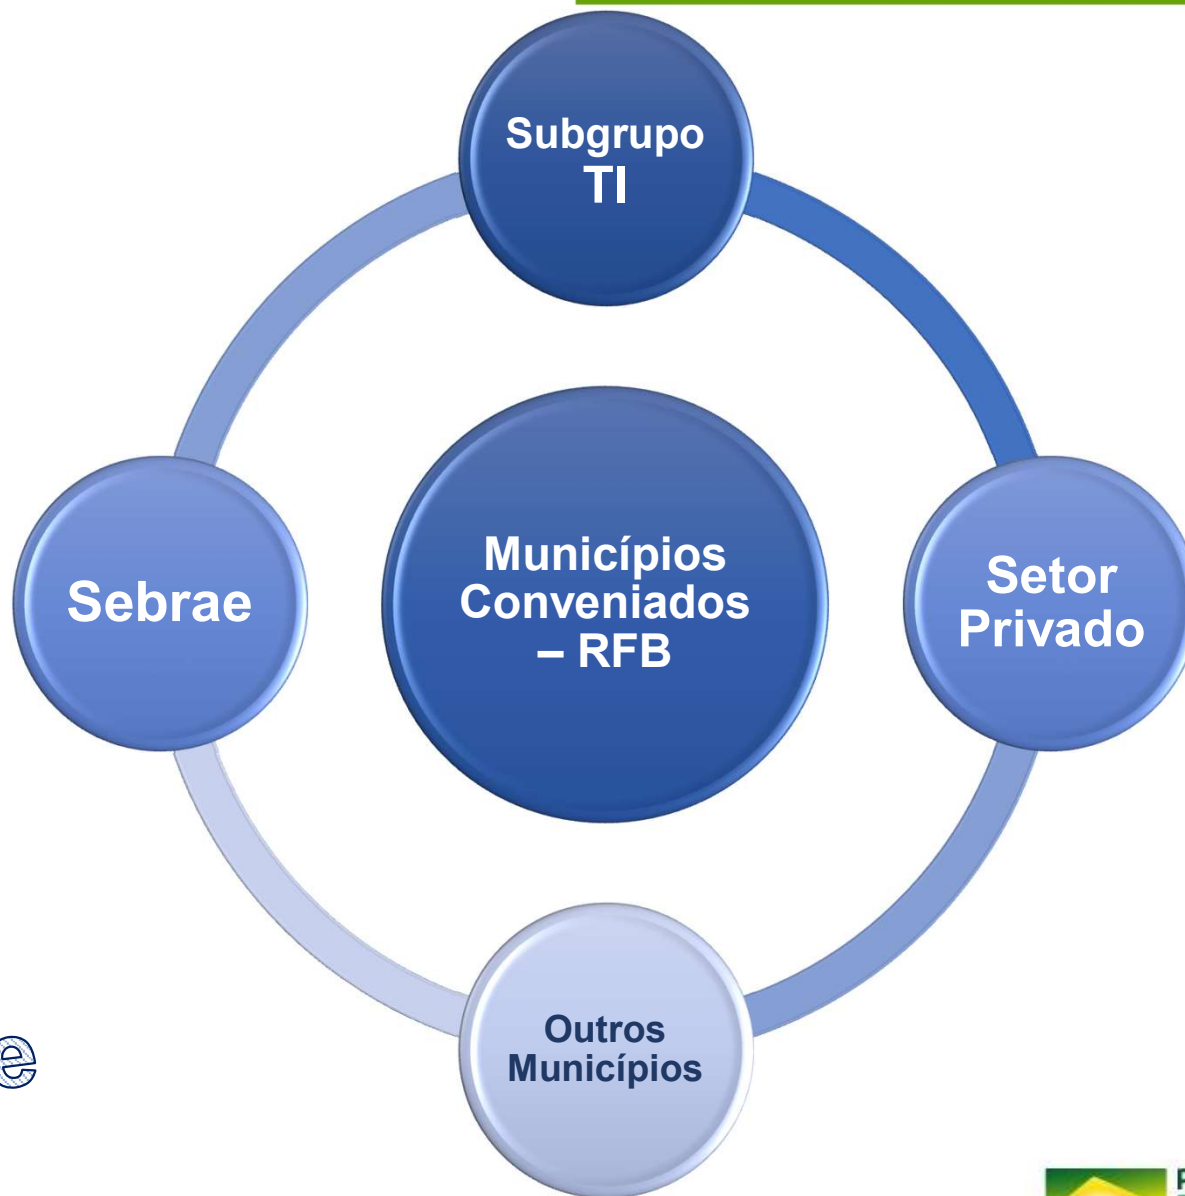 Subgrupo
TI
Sebrae
Municípios
Conveniados
– RFB
Setor
Privado
Outros
Municípios
e